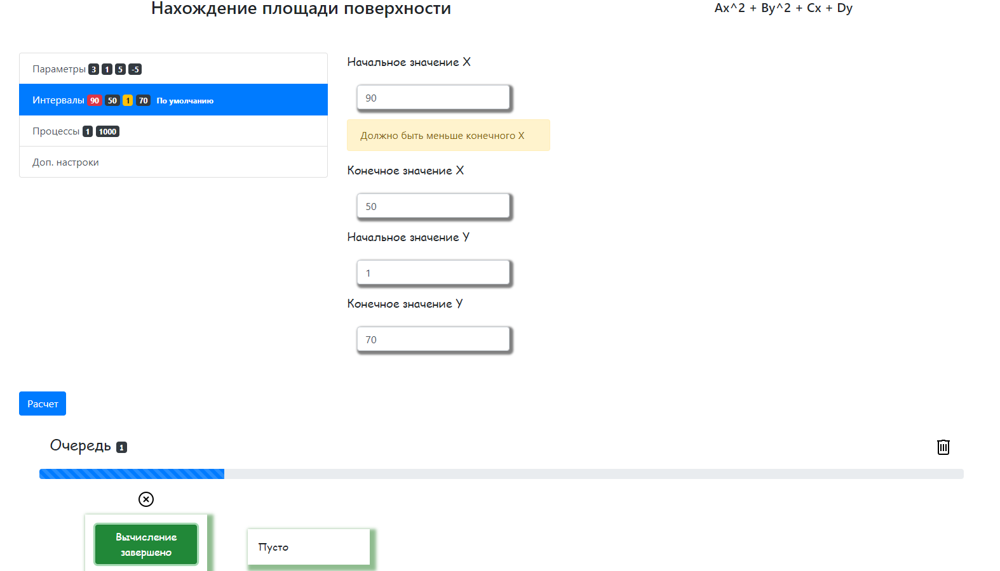 Нахождение площади поверхности
Ax^2 + By^2 + Cx + Dy
Параметры 3 1 5 -5
Интервалы 90 50 1 70 По умолчанию
Процессы 1 1000
Доп. настроки
Начальное значение X
90
Должно быть меньше конечного X
Конечное значение X
50
Начальное значение Y
1
Конечное значение Y
70
Расчет
Очередь 1
Вычисление
завершено
Пусто